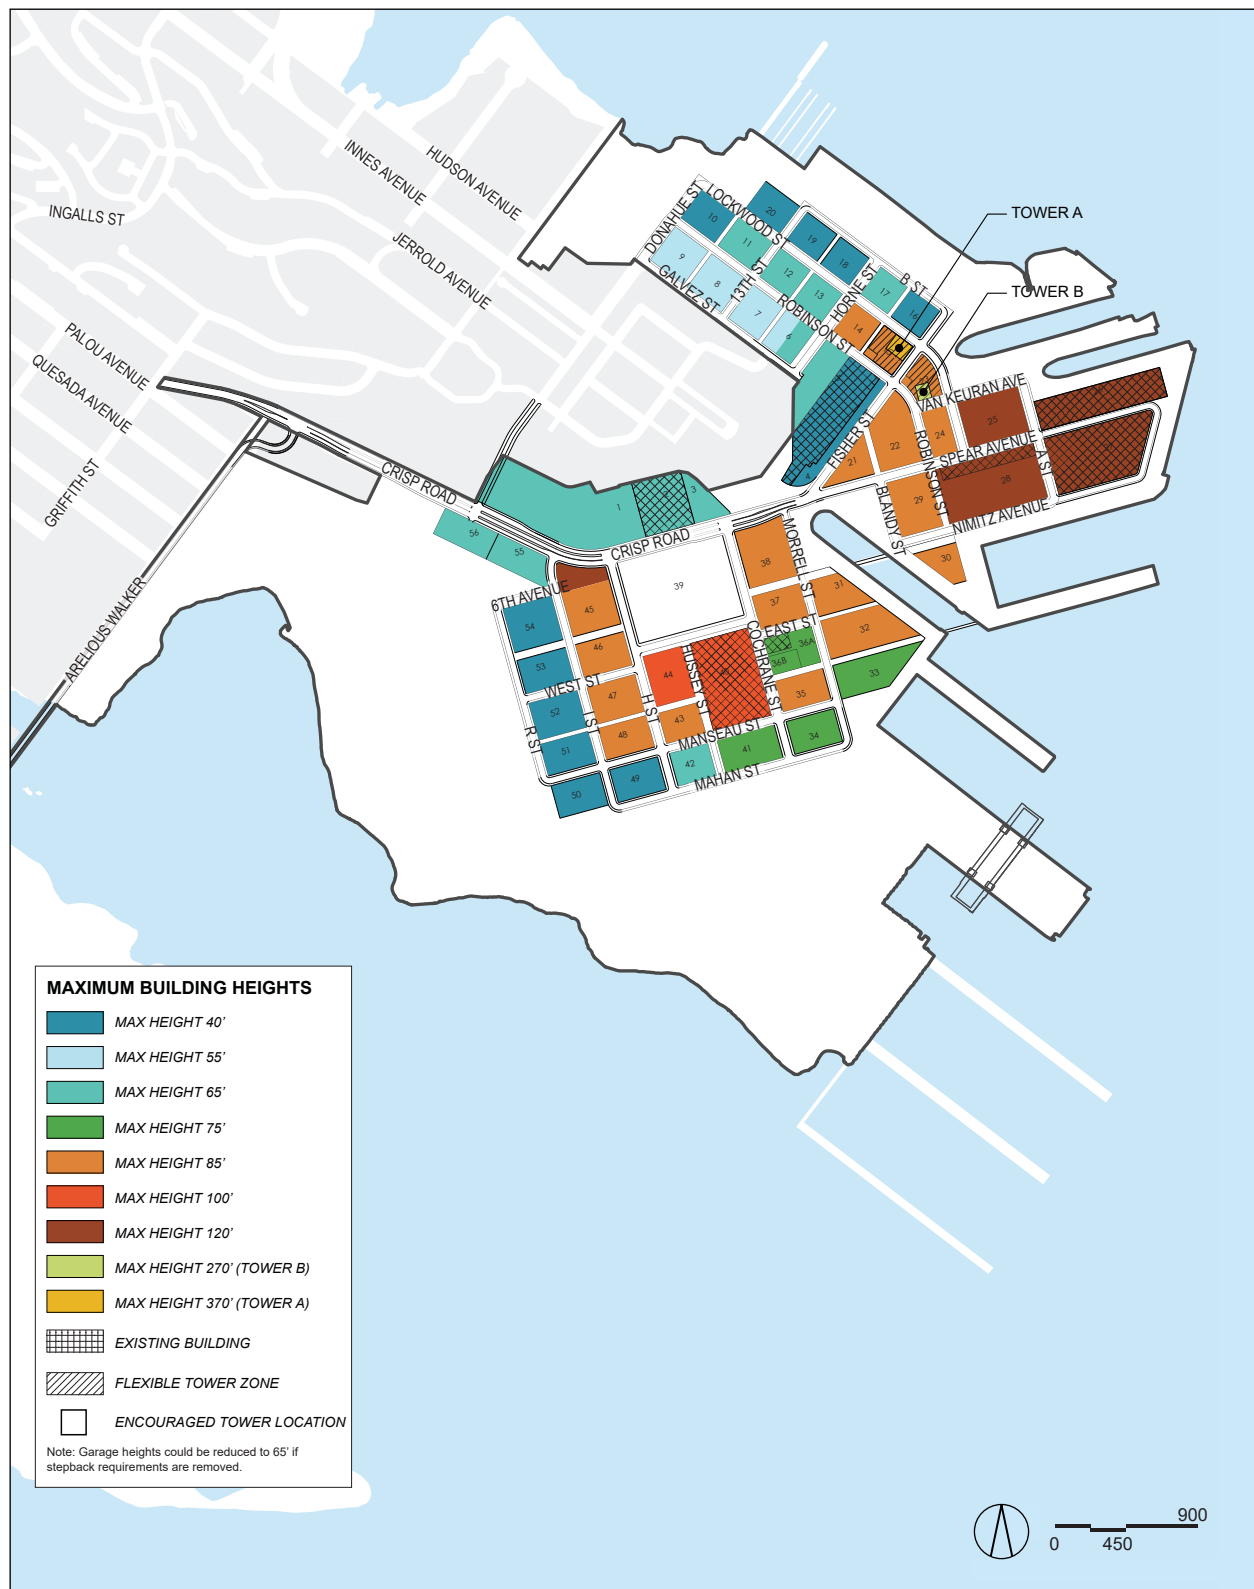 INNES AVENUE
HUDSON AVENUE
INGALLS ST
JERROLD AVENUE
PALOU AVENUE
QUESADA AVENUE
GRIFFITH ST
ARELIOUS WALKER
CRISP ROAD
CRISP ROAD
DONAHUE ST
LOCKWOOD ST
GALVEZ ST
13TH ST
ROBINSON ST
HORNE ST
B ST
TOWER A
TOWER B
FISHER ST
VAN KEURAN AVE
ROBINSON ST
SPEAR AVENUE
A ST
BLANDY ST
NIMITZ AVENUE
MORRELL ST
EAST ST
COCHRANE ST
HUSSEY ST
6TH AVENUE
WEST ST
H ST
I ST
R ST
MANSEAU ST
MAHAN ST
10
20
19
18
9
11
8
12
13
17
16
7
6
14
4
21
22
24
25
28
29
30
1
3
56
55
38
39
37
31
32
33
36A
36B
35
34
54
45
46
53
47
52
44
43
48
51
42
41
49
50
MAXIMUM BUILDING HEIGHTS
MAX HEIGHT 40'
MAX HEIGHT 55'
MAX HEIGHT 65'
MAX HEIGHT 75'
MAX HEIGHT 85'
MAX HEIGHT 100'
MAX HEIGHT 120'
MAX HEIGHT 270' (TOWER B)
MAX HEIGHT 370' (TOWER A)
EXISTING BUILDING
FLEXIBLE TOWER ZONE
ENCOURAGED TOWER LOCATION
Note: Garage heights could be reduced to 65' if
stepback requirements are removed.
0
450
900